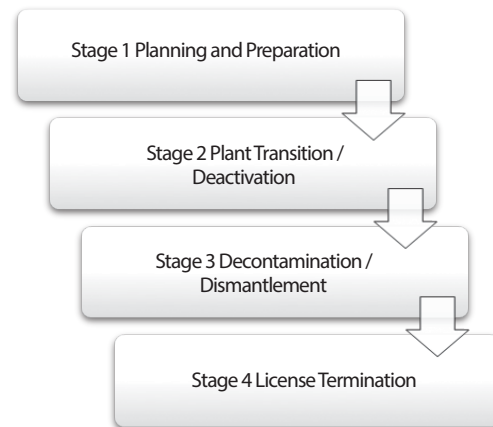 Stage 1 Planning and Preparation
Stage 2 Plant Transition /
Deactivation
Stage 3 Decontamination /
Dismantlement
Stage 4 License Termination